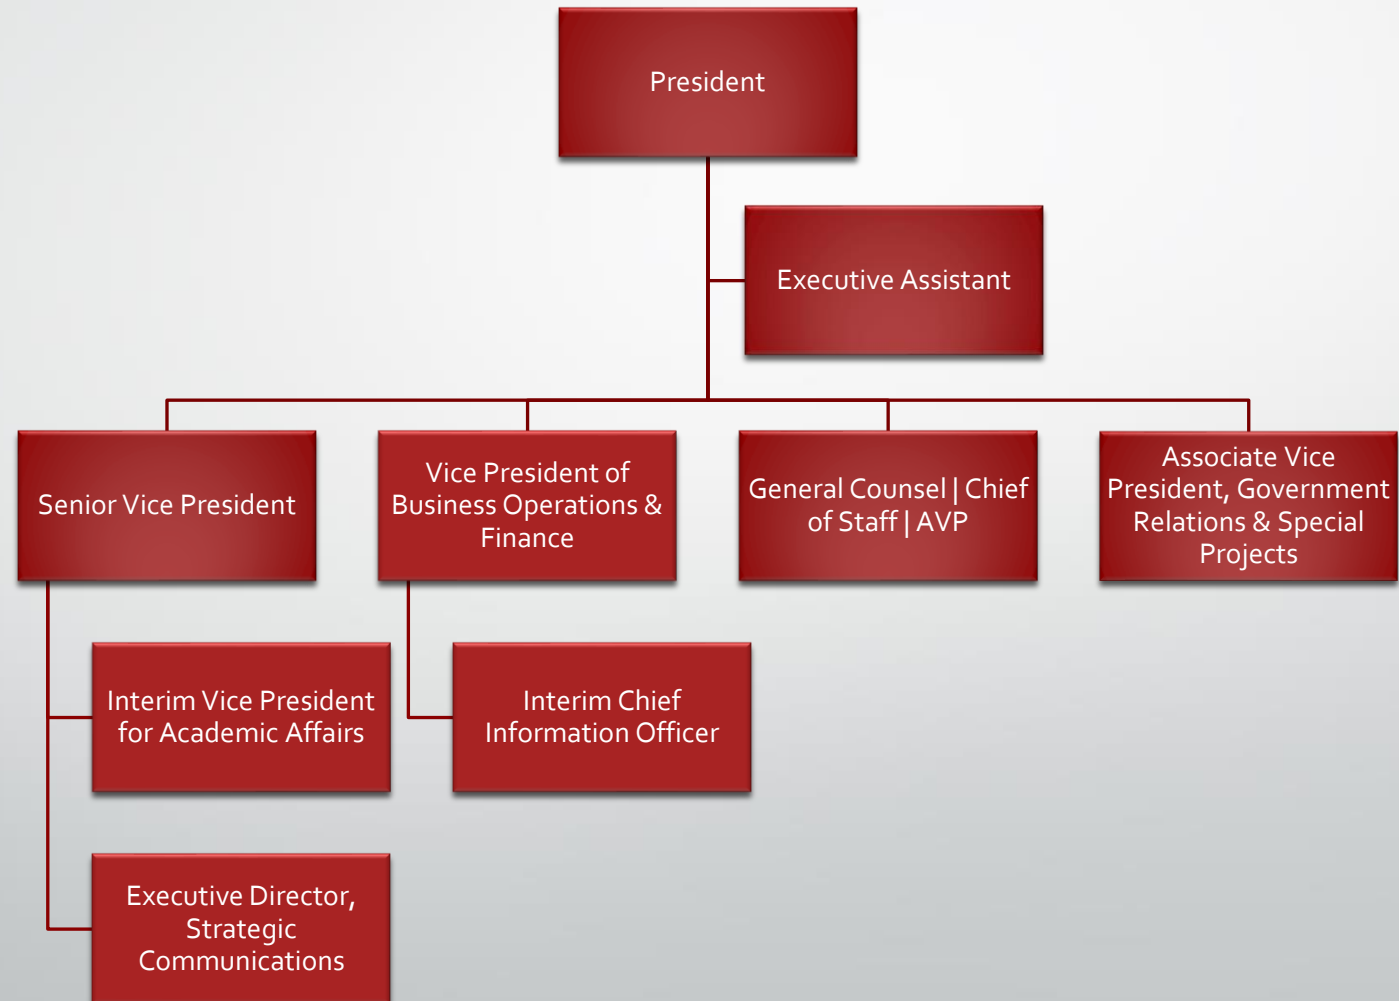 President
Executive Assistant
Senior Vice President
Vice President of
Business Operations &
Finance
General Counsel | Chief
of Staff | AVP
Associate Vice
President, Government
Relations & Special
Projects
Interim Vice President
for Academic Affairs
Interim Chief
Information Officer
Executive Director,
Strategic
Communications